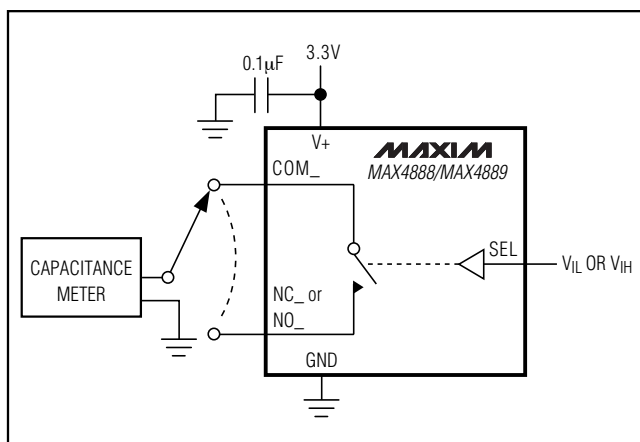 3.3V
0.1μF
V+
MAXIM
MAX4888/MAX4889
COM_
SEL
VIL OR VIH
CAPACITANCE
METER
NC_ or
NO_
GND